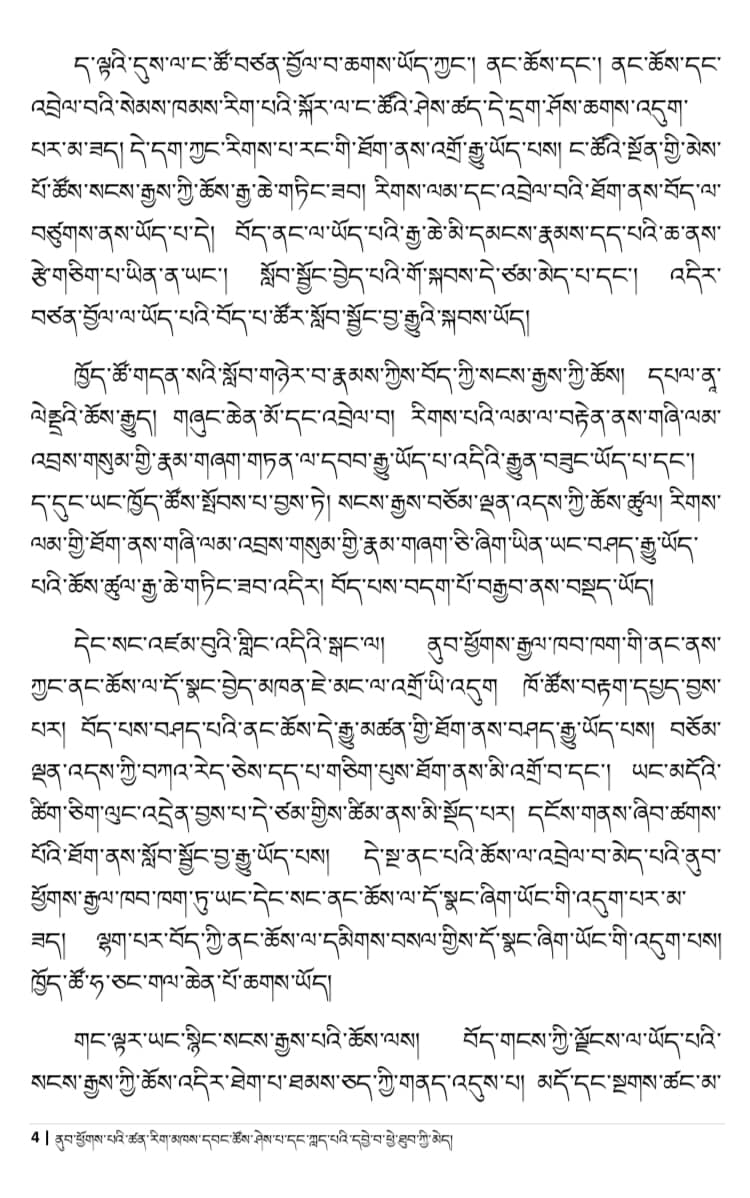 ད་ལྟའི་དུས་ལ་ང་ཚོ་བཙན་བྱོལ་བ་ཆགས་ཡོད་ཀྱང་། ནང་ཆོས་དང་། ནང་ཆོས་དང་
འབྲེལ་བའི་སེམས་ཁམས་རིག་པའི་སྐོར་ལ་ང་ཚོའི་ཤེས་ཚད་དེ་དྲག་ཤོས་ཆགས་འདུག་
པར་མ་ཟད། དེ་དག་ཀྱང་རིགས་པ་རང་གི་ཐོག་ནས་འགྲོ་རྒྱུ་ཡོད་པས། ང་ཚོའི་སྔོན་གྱི་མེས་
པོ་ཚོས་སངས་རྒྱས་ཀྱི་ཆོས་རྒྱ་ཆེ་གཏིང་ཟབ། རིགས་ལམ་དང་འབྲེལ་བའི་ཐོག་ནས་བོད་ལ་
བཙུགས་ནས་ཡོད་པ་དེ། བོད་ནང་ལ་ཡོད་པའི་རྒྱ་ཆེ་མི་དམངས་རྣམས་དད་པའི་ཆ་ནས་
རྩེ་གཅིག་པ་ཡིན་ན་ཡང་། སློབ་སྦྱོང་བྱེད་པའི་གོ་སྐབས་དེ་ཙམ་མེད་པ་དང་། འདིར་
བཙན་བྱོལ་ལ་ཡོད་པའི་བོད་པ་ཚོར་སློབ་སྦྱོང་བྱ་རྒྱུའི་སྐབས་ཡོད།
ཁྱོད་ཚོ་གདན་སའི་སློབ་གཉེར་བ་རྣམས་ཀྱིས་བོད་ཀྱི་སངས་རྒྱས་ཀྱི་ཆོས། དཔལ་ནཱ་
ལེནྡྲའི་ཆོས་རྒྱུད། གཞུང་ཆེན་མོ་དང་འབྲེལ་བ། རིགས་པའི་ལམ་ལ་བརྟེན་ནས་གཞི་ལམ་
འབྲས་གསུམ་གྱི་རྣམ་གཞག་གཏན་ལ་དབབ་རྒྱུ་ཡོད་པ་འདིའི་རྒྱུན་བཟུང་ཡོད་པ་དང་།
ད་དུང་ཡང་ཁྱོད་ཚོས་སྤོབས་པ་བྱས་ཏེ། སངས་རྒྱས་བཅོམ་ལྡན་འདས་ཀྱི་ཆོས་ཚུལ། རིགས་
ལམ་གྱི་ཐོག་ནས་གཞི་ལམ་འབྲས་གསུམ་གྱི་རྣམ་གཞག་ཅི་ཞིག་ཡིན་ཡང་བཤད་རྒྱུ་ཡོད་
པའི་ཆོས་ཚུལ་རྒྱ་ཆེ་གཏིང་ཟབ་འདིར། བོད་པས་བདག་པོ་བརྒྱབ་ནས་བསྡད་ཡོད།
དེང་སང་འཛམ་བུའི་གླིང་འདིའི་སྒང་ལ། ནུབ་ཕྱོགས་རྒྱལ་ཁབ་ཁག་གི་ནང་ནས་
ཀྱང་ནང་ཆོས་ལ་དོ་སྣང་བྱེད་མཁན་ཇེ་མང་ལ་འགྲོ་ཡི་འདུག ཁོ་ཚོས་བརྟག་དཔྱད་བྱས་
པར། བོད་པས་བཤད་པའི་ནང་ཆོས་དེ་རྒྱུ་མཚན་གྱི་ཐོག་ནས་བཤད་རྒྱུ་ཡོད་པས། བཅོམ་
ལྡན་འདས་ཀྱི་བཀའ་རེད་ཅེས་དད་པ་གཅིག་པུས་ཐོག་ནས་མི་འགྲོ་བ་དང་། ཡང་མདོའི་
ཚིག་ཅིག་ལུང་འདྲེན་བྱས་པ་དེ་ཙམ་གྱིས་ཚིམ་ནས་མི་སྡོད་པར། དངོས་གནས་ཞིབ་ཚགས་
པོའི་ཐོག་ནས་སློབ་སྦྱོང་བྱ་རྒྱུ་ཡོད་པས། དེ་སྔ་ནང་པའི་ཆོས་ལ་འབྲེལ་བ་མེད་པའི་ནུབ་
ཕྱོགས་རྒྱལ་ཁབ་ཁག་ཏུ་ཡང་དེང་སང་ནང་ཆོས་ལ་དོ་སྣང་ཞིག་ཡོང་གི་འདུག་པར་མ་
ཟད། ལྷག་པར་བོད་ཀྱི་ནང་ཆོས་ལ་དམིགས་བསལ་གྱིས་དོ་སྣང་ཞིག་ཡོང་གི་འདུག་པས།
ཁྱོད་ཚོ་ཧ་ཅང་གལ་ཆེན་པོ་ཆགས་ཡོད།
གང་ལྟར་ཡང་སྙིང་སངས་རྒྱས་པའི་ཆོས་ལས། བོད་གངས་ཀྱི་ལྗོངས་ལ་ཡོད་པའི་
སངས་རྒྱས་ཀྱི་ཆོས་འདིར་ཐེག་པ་ཐམས་ཅད་ཀྱི་གནད་འདུས་པ། མདོ་དང་སྔགས་ཚང་མ་
4 | ནུབ་ཕྱོགས་པའི་ཚན་རིག་མཁས་དབང་ཚོས་ཤེས་པ་དང་ཀླད་པའི་དབྱེ་བ་ཕྱེ་ཐུབ་ཀྱི་མེད།